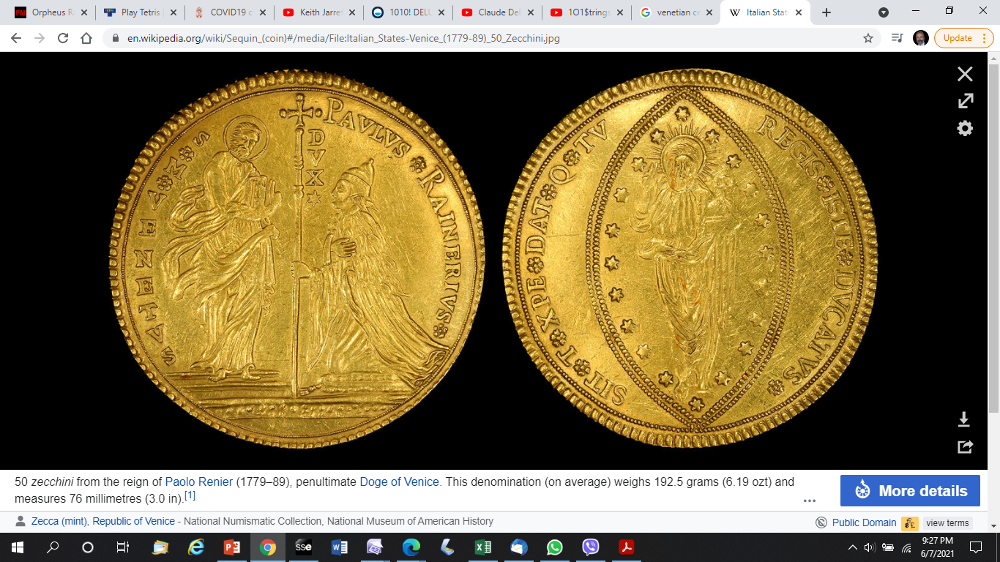 Orpheus R
Play Tetris
COVID19 c
Keith Jarre
1010! DELU
Claude De
1O1$trings
venetian ce
Italian Stat
en.wikipedia.org/wiki/Sequin_(coin)#/media/File:Italian_States-Venice_(1779-89)_50_Zecchini.jpg
Update
PAVLVS RAINERIVS
DVX
S M VENET S
SIT T XPE DAT Q TV
REGIS ISTE DVCATVS
50 zecchini from the reign of Paolo Renier (1779–89), penultimate Doge of Venice. This denomination (on average) weighs 192.5 grams (6.19 ozt) and
measures 76 millimetres (3.0 in).[1]
More details
Zecca (mint), Republic of Venice - National Numismatic Collection, National Museum of American History
Public Domain
view terms
9:27 PM
6/7/2021